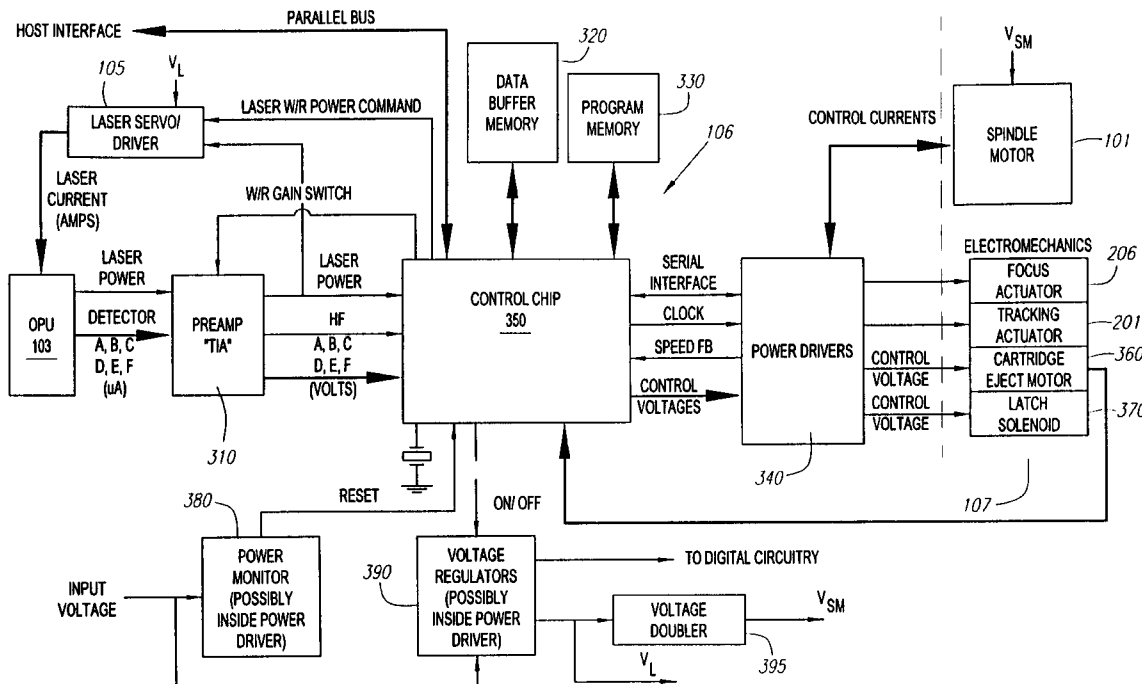 PARALLEL BUS
HOST INTERFACE
V_L
105
LASER SERVO/
DRIVER
LASER W/R POWER COMMAND
LASER
CURRENT
(AMPS)
W/R GAIN SWITCH
320
DATA
BUFFER
MEMORY
330
PROGRAM
MEMORY
106
CONTROL CURRENTS
V_SM
SPINDLE
MOTOR
101
OPU
103
LASER
POWER
DETECTOR
A, B, C
D, E, F
(uA)
PREAMP
"TIA"
310
LASER
POWER
HF
A, B, C
D, E, F
(VOLTS)
CONTROL CHIP
350
SERIAL
INTERFACE
CLOCK
SPEED FB
CONTROL
VOLTAGES
POWER DRIVERS
340
CONTROL
VOLTAGE
CONTROL
VOLTAGE
ELECTROMECHANICS
FOCUS
ACTUATOR
206
TRACKING
ACTUATOR
201
CARTRIDGE
EJECT MOTOR
360
LATCH
SOLENOID
370
107
RESET
ON/ OFF
380
POWER
MONITOR
(POSSIBLY
INSIDE POWER
DRIVER)
INPUT
VOLTAGE
390
VOLTAGE
REGULATORS
(POSSIBLY
INSIDE POWER
DRIVER)
TO DIGITAL CIRCUITRY
VOLTAGE
DOUBLER
395
V_SM
V_L